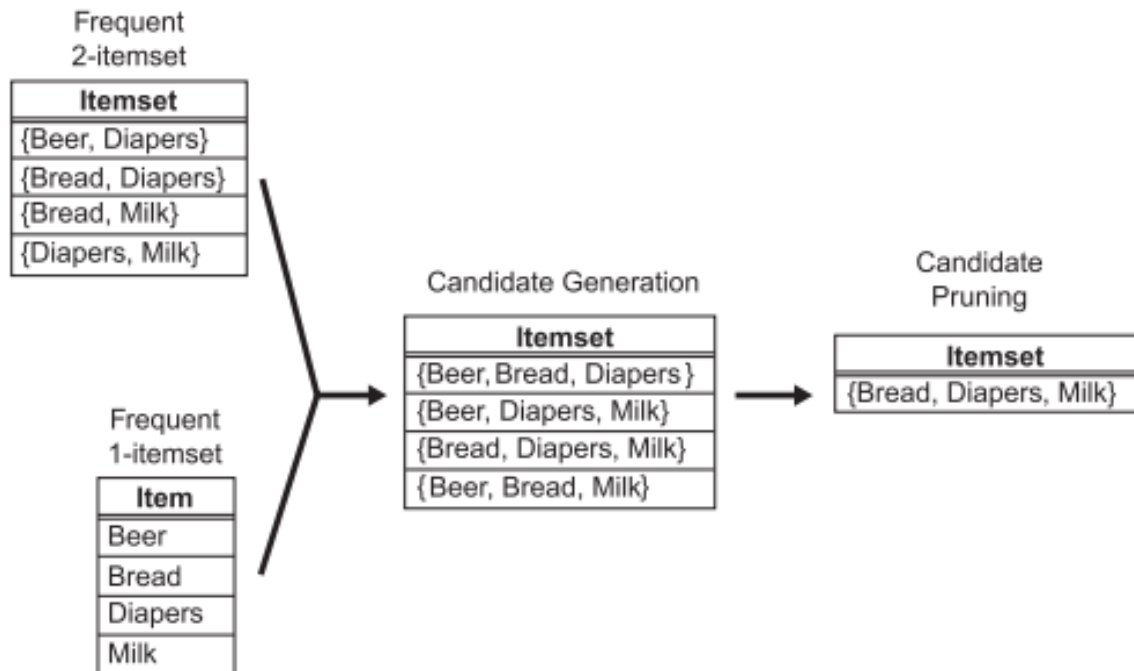 Frequent
2-itemset
Itemset
{Beer, Diapers}
{Bread, Diapers}
{Bread, Milk}
{Diapers, Milk}
Frequent
1-itemset
Item
Beer
Bread
Diapers
Milk
Candidate Generation
Itemset
{Beer, Bread, Diapers}
{Beer, Diapers, Milk}
{Bread, Diapers, Milk}
{Beer, Bread, Milk}
Candidate
Pruning
Itemset
{Bread, Diapers, Milk}